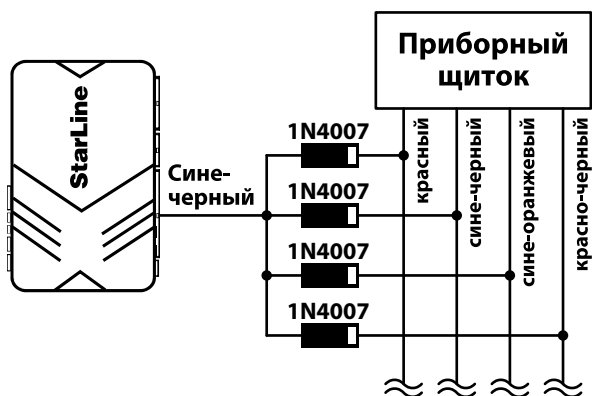 Приборный
щиток
StarLine
Сине-
черный
1N4007
1N4007
1N4007
1N4007
красный
сине-черный
сине-оранжевый
красно-черный